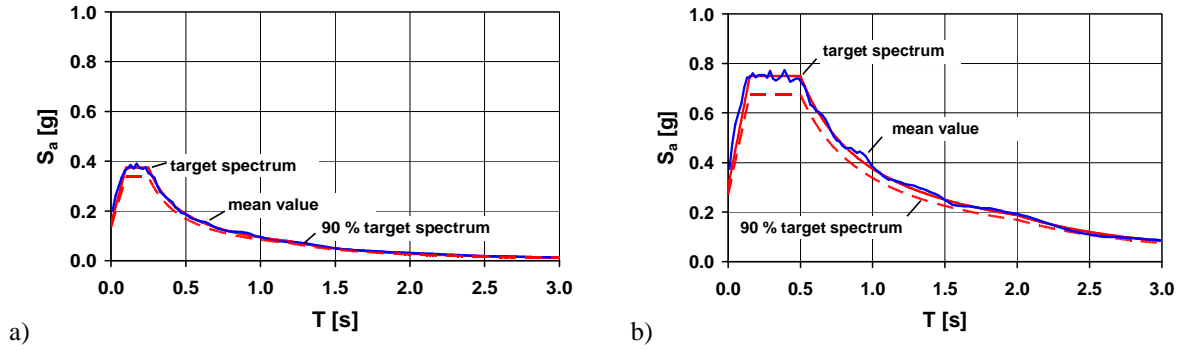 1.0
0.8
0.6
0.4
0.2
0.0
Sa [g]
target spectrum
mean value
90 % target spectrum
0.0 0.5 1.0 1.5 2.0 2.5 3.0
T [s]
a)
1.0
0.8
0.6
0.4
0.2
0.0
Sa [g]
target spectrum
mean value
90 % target spectrum
0.0 0.5 1.0 1.5 2.0 2.5 3.0
T [s]
b)